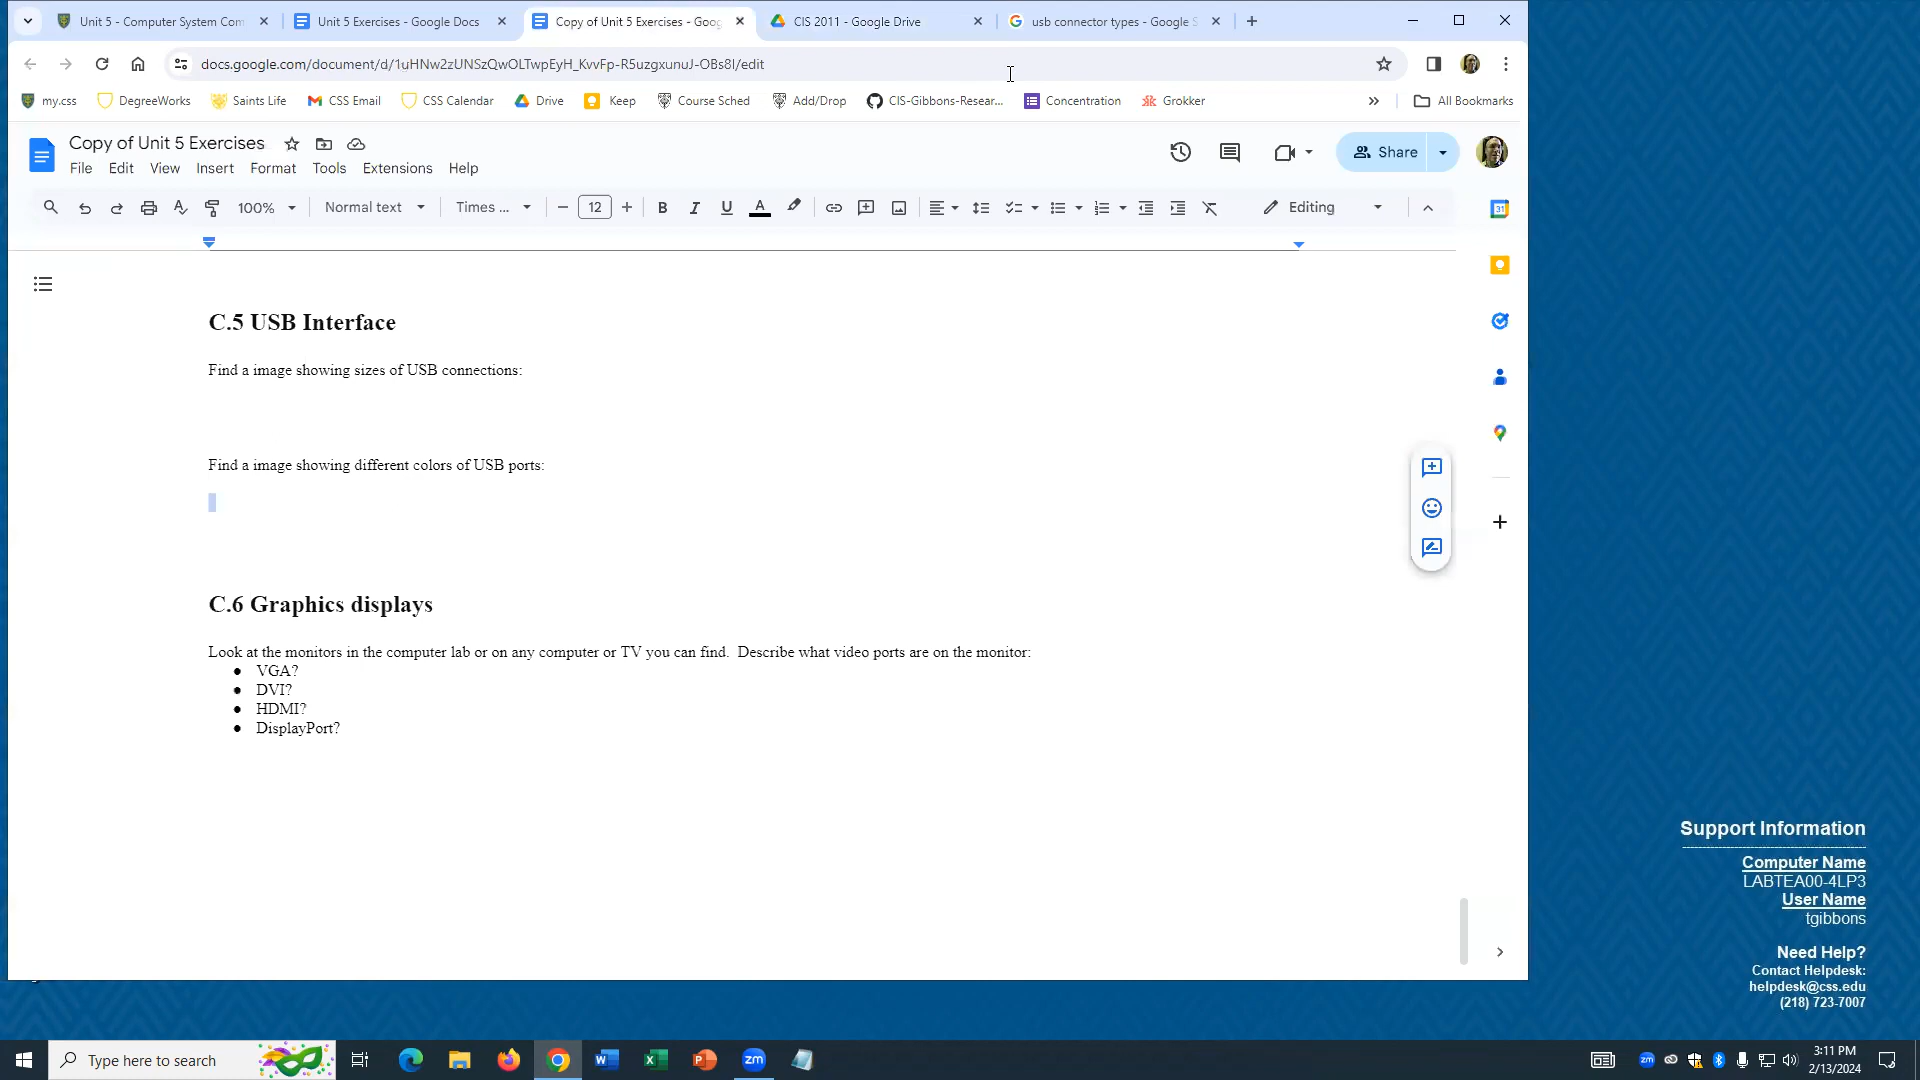 Unit 5 - Computer System Com
Unit 5 Exercises - Google Docs
Copy of Unit 5 Exercises - Goog
CIS 2011 - Google Drive
usb connector types - Google S
docs.google.com/document/d/1uHNw2zUNSzQwOLTwpEyH_KvvFp-R5uzgxunuJ-OBs8I/edit
my.css
DegreeWorks
Saints Life
CSS Email
CSS Calendar
Drive
Keep
Course Sched
Add/Drop
CIS-Gibbons-Resear...
Concentration
Grokker
All Bookmarks
Copy of Unit 5 Exercises
File Edit View Insert Format Tools Extensions Help
Share
100%
Normal text
Times ...
12
B
I
U
A
Editing
31
C.5 USB Interface
Find a image showing sizes of USB connections:
Find a image showing different colors of USB ports:
C.6 Graphics displays
Look at the monitors in the computer lab or on any computer or TV you can find. Describe what video ports are on the monitor:
● VGA?
● DVI?
● HDMI?
● DisplayPort?
Support Information
Computer Name
LABTEA00-4LP3
User Name
tgibbons
Need Help?
Contact Helpdesk:
helpdesk@css.edu
(218) 723-7007
Type here to search
zm
zm
3:11 PM
2/13/2024